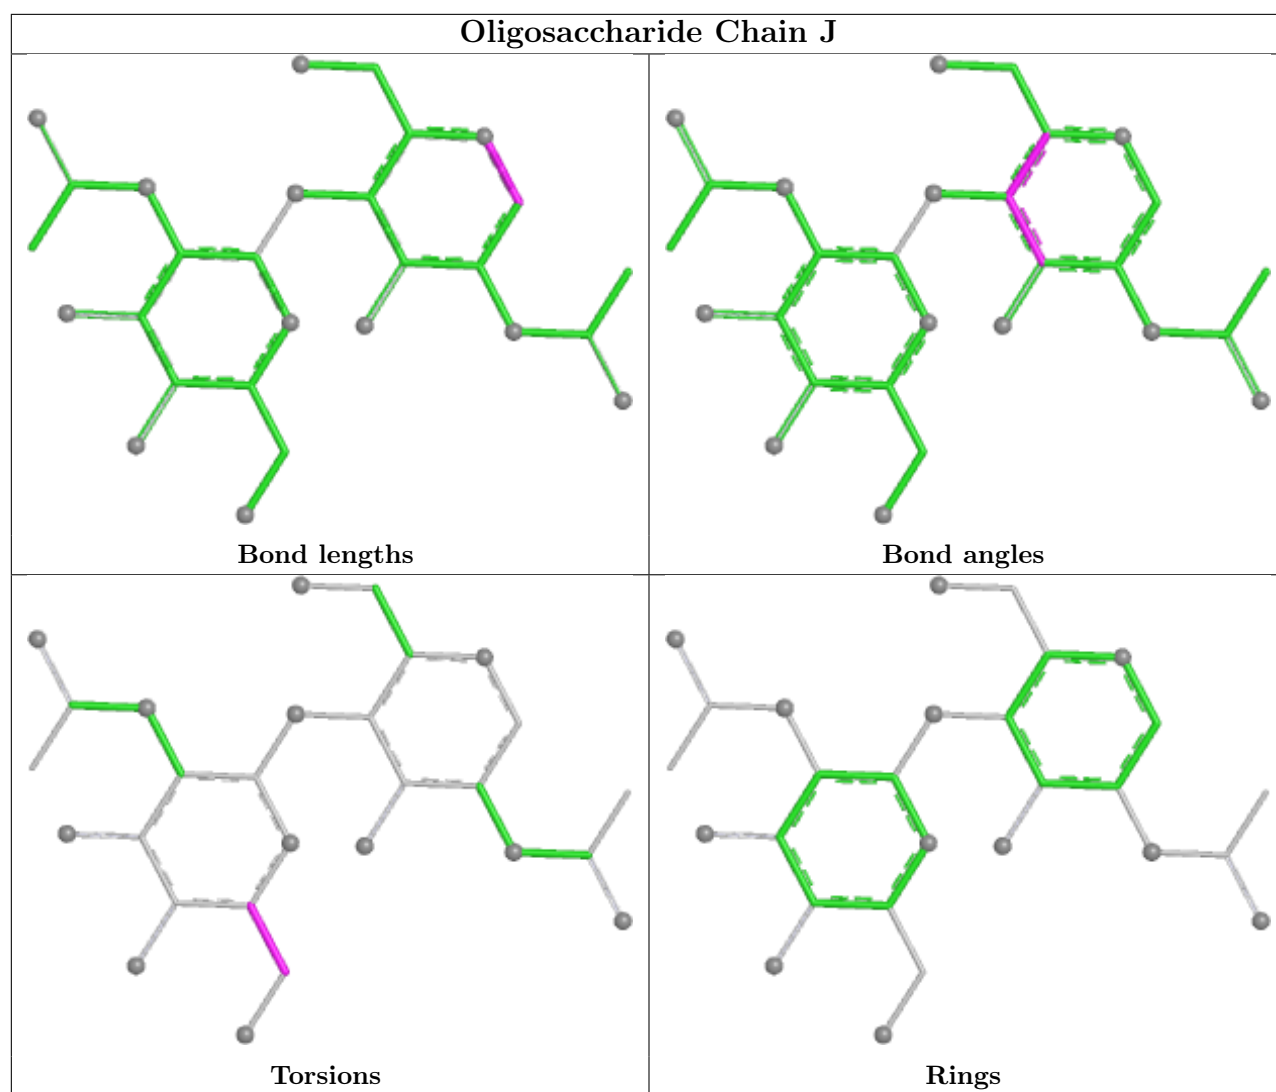 Oligosaccharide Chain J
Bond lengths
Bond angles
Torsions
Rings